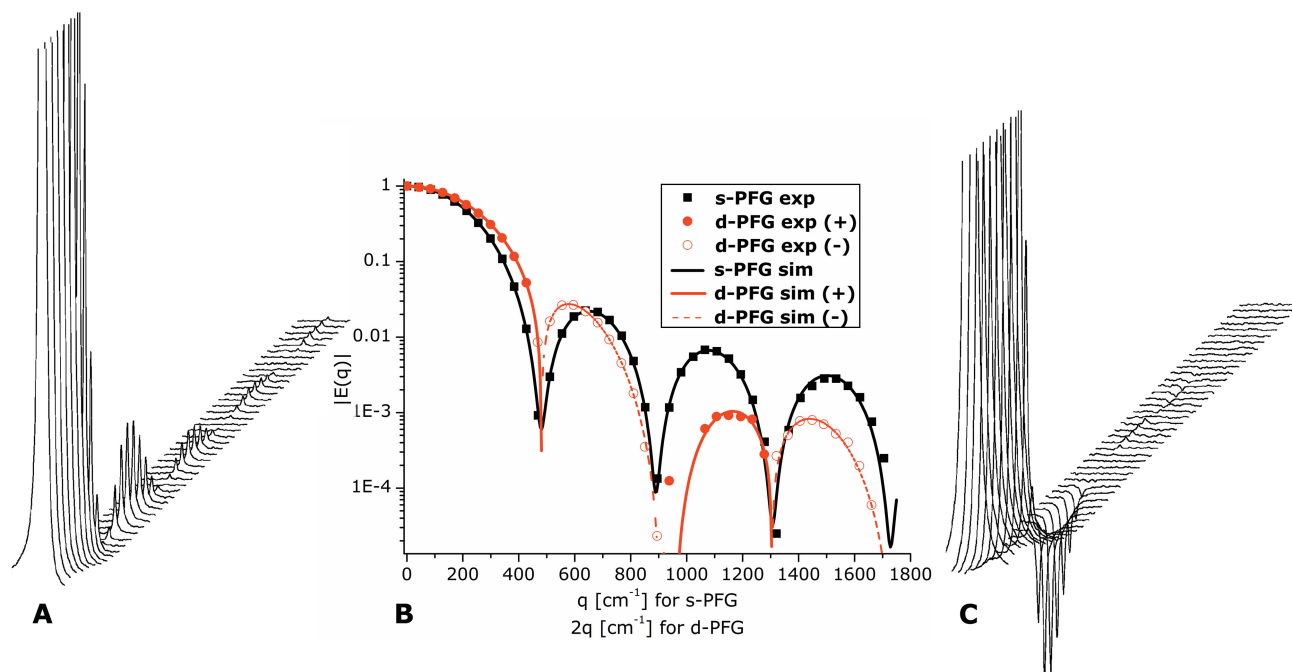 1
0.1
0.01
1E-3
1E-4
|E(q)|
s-PFG exp
d-PFG exp (+)
d-PFG exp (-)
s-PFG sim
d-PFG sim (+)
d-PFG sim (-)
0 200 400 600 800 1000 1200 1400 1600 1800
q [cm⁻¹] for s-PFG
2q [cm⁻¹] for d-PFG
A
B
C